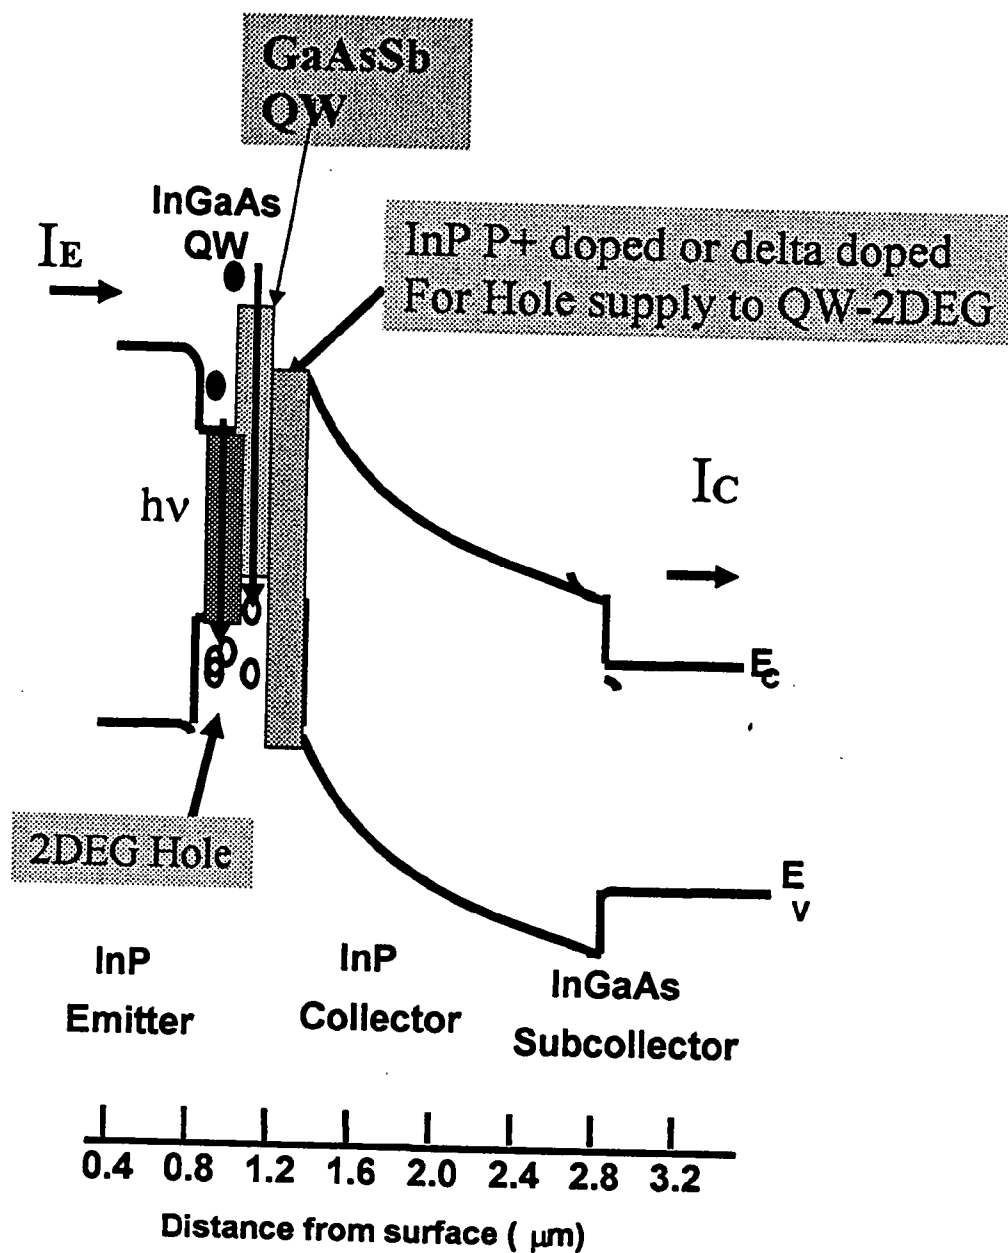 GaAsSb
QW
InGaAs
QW
IE
InP P+ doped or delta doped
For Hole supply to QW-2DEG
hν
IC
Ec
2DEG Hole
E
V
InP
Emitter
InP
Collector
InGaAs
Subcollector
0.4 0.8 1.2 1.6 2.0 2.4 2.8 3.2
Distance from surface ( μm)